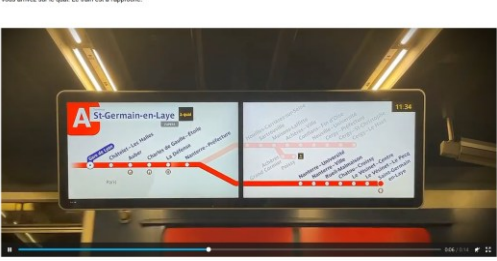 Vous arrivez sur le quai. Le train est à l'approche.
A
St-Germain-en-Laye
à quai
11:34
Gare de Lyon
Châtelet - Les Halles
Auber
Charles de Gaulle - Etoile
La Défense
Nanterre - Préfecture
Paris
Nanterre - Université
Nanterre - Ville
Rueil-Malmaison
Chatou - Croissy
Le Vésinet - Centre
Le Vésinet - Le Pecq
Saint-Germain-
en-Laye
0:06 / 0:14